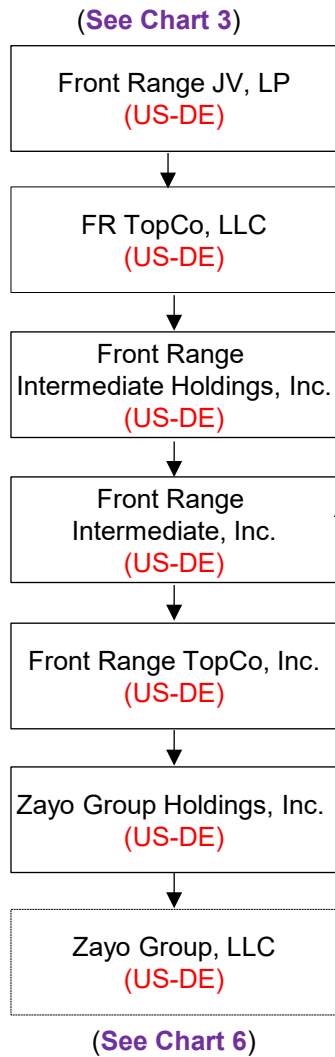 (See Chart 3)
Front Range JV, LP
(US-DE)
FR TopCo, LLC
(US-DE)
Front Range
Intermediate Holdings, Inc.
(US-DE)
Front Range
Intermediate, Inc.
(US-DE)
Front Range TopCo, Inc.
(US-DE)
Zayo Group Holdings, Inc.
(US-DE)
Zayo Group, LLC
(US-DE)
(See Chart 6)